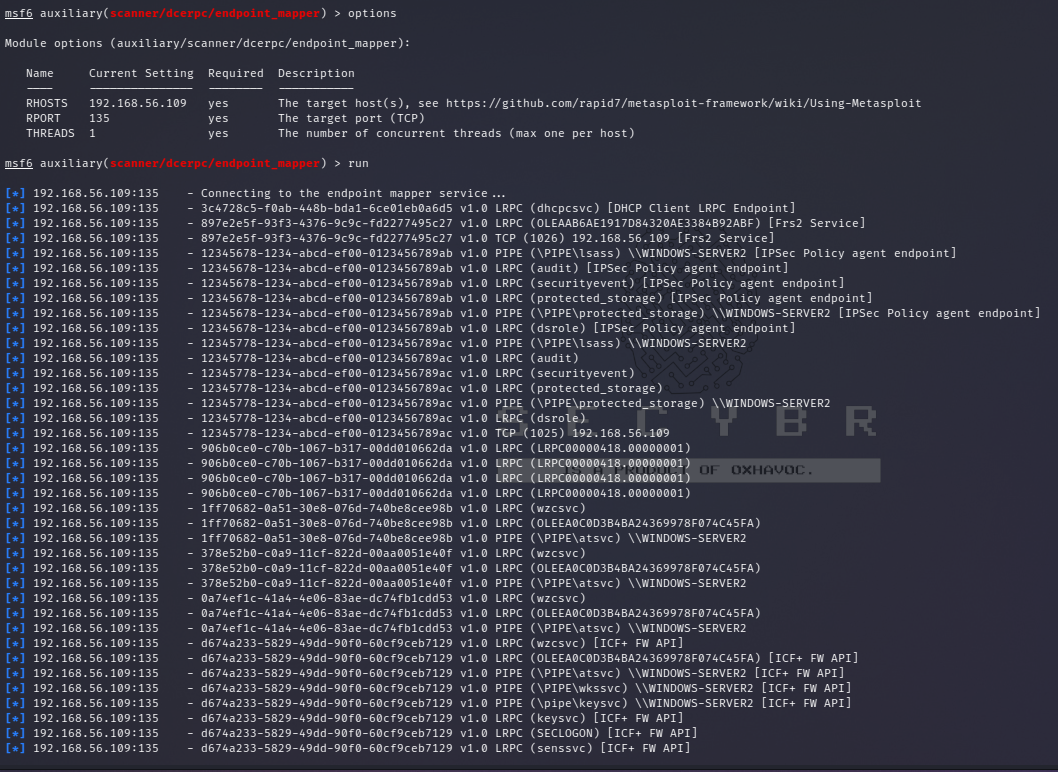 msf6 auxiliary(scanner/dcerpc/endpoint_mapper) > options
Module options (auxiliary/scanner/dcerpc/endpoint_mapper):
Name Current Setting Required Description
RHOSTS 192.168.56.109 yes The target host(s), see https://github.com/rapid7/metasploit-framework/wiki/Using-Metasploit
RPORT 135 yes The target port (TCP)
THREADS 1 yes The number of concurrent threads (max one per host)
msf6 auxiliary(scanner/dcerpc/endpoint_mapper) > run
[*] 192.168.56.109:135 - Connecting to the endpoint mapper service...
[*] 192.168.56.109:135 - 3c4728c5-f0ab-448b-bda1-6ce01eb0a6d5 v1.0 LRPC (dhcpcsvc) [DHCP Client LRPC Endpoint]
[*] 192.168.56.109:135 - 897e2e5f-93f3-4376-9c9c-fd2277495c27 v1.0 LRPC (OLEAAB6AE1917D84320AE3384B92ABF) [Frs2 Service]
[*] 192.168.56.109:135 - 897e2e5f-93f3-4376-9c9c-fd2277495c27 v1.0 TCP (1026) 192.168.56.109 [Frs2 Service]
[*] 192.168.56.109:135 - 12345678-1234-abcd-ef00-0123456789ab v1.0 PIPE (\PIPE\lsass) \\WINDOWS-SERVER2 [IPSec Policy agent endpoint]
[*] 192.168.56.109:135 - 12345678-1234-abcd-ef00-0123456789ab v1.0 LRPC (audit) [IPSec Policy agent endpoint]
[*] 192.168.56.109:135 - 12345678-1234-abcd-ef00-0123456789ab v1.0 LRPC (securityevent) [IPSec Policy agent endpoint]
[*] 192.168.56.109:135 - 12345678-1234-abcd-ef00-0123456789ab v1.0 LRPC (protected_storage) [IPSec Policy agent endpoint]
[*] 192.168.56.109:135 - 12345678-1234-abcd-ef00-0123456789ab v1.0 PIPE (\PIPE\protected_storage) \\WINDOWS-SERVER2 [IPSec Policy agent endpoint]
[*] 192.168.56.109:135 - 12345678-1234-abcd-ef00-0123456789ab v1.0 LRPC (dsrole) [IPSec Policy agent endpoint]
[*] 192.168.56.109:135 - 12345778-1234-abcd-ef00-0123456789ac v1.0 PIPE (\PIPE\lsass) \\WINDOWS-SERVER2
[*] 192.168.56.109:135 - 12345778-1234-abcd-ef00-0123456789ac v1.0 LRPC (audit)
[*] 192.168.56.109:135 - 12345778-1234-abcd-ef00-0123456789ac v1.0 LRPC (securityevent)
[*] 192.168.56.109:135 - 12345778-1234-abcd-ef00-0123456789ac v1.0 LRPC (protected_storage)
[*] 192.168.56.109:135 - 12345778-1234-abcd-ef00-0123456789ac v1.0 PIPE (\PIPE\protected_storage) \\WINDOWS-SERVER2
[*] 192.168.56.109:135 - 12345778-1234-abcd-ef00-0123456789ac v1.0 LRPC (dsrole)
[*] 192.168.56.109:135 - 12345778-1234-abcd-ef00-0123456789ac v1.0 TCP (1025) 192.168.56.109
SECYBR
[*] 192.168.56.109:135 - 906b0ce0-c70b-1067-b317-00dd010662da v1.0 LRPC (LRPC00000418.00000001)
[*] 192.168.56.109:135 - 906b0ce0-c70b-1067-b317-00dd010662da v1.0 LRPC (LRPC00000418.00000001)
IS A PRODUCT OF OXHAVOC.
[*] 192.168.56.109:135 - 906b0ce0-c70b-1067-b317-00dd010662da v1.0 LRPC (LRPC00000418.00000001)
[*] 192.168.56.109:135 - 906b0ce0-c70b-1067-b317-00dd010662da v1.0 LRPC (LRPC00000418.00000001)
[*] 192.168.56.109:135 - 1ff70682-0a51-30e8-076d-740be8cee98b v1.0 LRPC (wzcsvc)
[*] 192.168.56.109:135 - 1ff70682-0a51-30e8-076d-740be8cee98b v1.0 LRPC (OLEEA0C0D3B4BA24369978F074C45FA)
[*] 192.168.56.109:135 - 1ff70682-0a51-30e8-076d-740be8cee98b v1.0 PIPE (\PIPE\atsvc) \\WINDOWS-SERVER2
[*] 192.168.56.109:135 - 378e52b0-c0a9-11cf-822d-00aa0051e40f v1.0 LRPC (wzcsvc)
[*] 192.168.56.109:135 - 378e52b0-c0a9-11cf-822d-00aa0051e40f v1.0 LRPC (OLEEA0C0D3B4BA24369978F074C45FA)
[*] 192.168.56.109:135 - 378e52b0-c0a9-11cf-822d-00aa0051e40f v1.0 PIPE (\PIPE\atsvc) \\WINDOWS-SERVER2
[*] 192.168.56.109:135 - 0a74ef1c-41a4-4e06-83ae-dc74fb1cdd53 v1.0 LRPC (wzcsvc)
[*] 192.168.56.109:135 - 0a74ef1c-41a4-4e06-83ae-dc74fb1cdd53 v1.0 LRPC (OLEEA0C0D3B4BA24369978F074C45FA)
[*] 192.168.56.109:135 - 0a74ef1c-41a4-4e06-83ae-dc74fb1cdd53 v1.0 PIPE (\PIPE\atsvc) \\WINDOWS-SERVER2
[*] 192.168.56.109:135 - d674a233-5829-49dd-90f0-60cf9ceb7129 v1.0 LRPC (wzcsvc) [ICF+ FW API]
[*] 192.168.56.109:135 - d674a233-5829-49dd-90f0-60cf9ceb7129 v1.0 LRPC (OLEEA0C0D3B4BA24369978F074C45FA) [ICF+ FW API]
[*] 192.168.56.109:135 - d674a233-5829-49dd-90f0-60cf9ceb7129 v1.0 PIPE (\PIPE\atsvc) \\WINDOWS-SERVER2 [ICF+ FW API]
[*] 192.168.56.109:135 - d674a233-5829-49dd-90f0-60cf9ceb7129 v1.0 PIPE (\PIPE\wkssvc) \\WINDOWS-SERVER2 [ICF+ FW API]
[*] 192.168.56.109:135 - d674a233-5829-49dd-90f0-60cf9ceb7129 v1.0 PIPE (\pipe\keysvc) \\WINDOWS-SERVER2 [ICF+ FW API]
[*] 192.168.56.109:135 - d674a233-5829-49dd-90f0-60cf9ceb7129 v1.0 LRPC (keysvc) [ICF+ FW API]
[*] 192.168.56.109:135 - d674a233-5829-49dd-90f0-60cf9ceb7129 v1.0 LRPC (SECLOGON) [ICF+ FW API]
[*] 192.168.56.109:135 - d674a233-5829-49dd-90f0-60cf9ceb7129 v1.0 LRPC (senssvc) [ICF+ FW API]